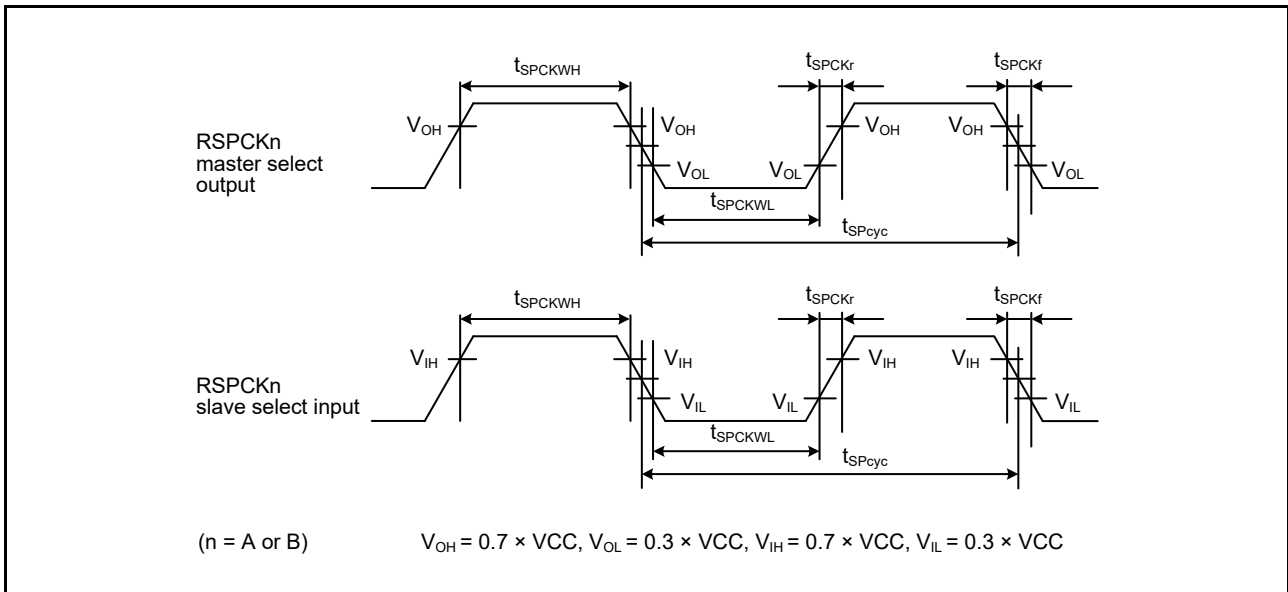 tSPCKWH
tSPCKr
tSPCKf
VOH
VOH
VOH
VOH
RSPCKn
master select
output
VOL
VOL
VOL
tSPCKWL
tSPcyc
tSPCKWH
tSPCKr
tSPCKf
VIH
VIH
VIH
VIH
RSPCKn
slave select input
VIL
VIL
VIL
tSPCKWL
tSPcyc
(n = A or B)
VOH = 0.7 × VCC, VOL = 0.3 × VCC, VIH = 0.7 × VCC, VIL = 0.3 × VCC